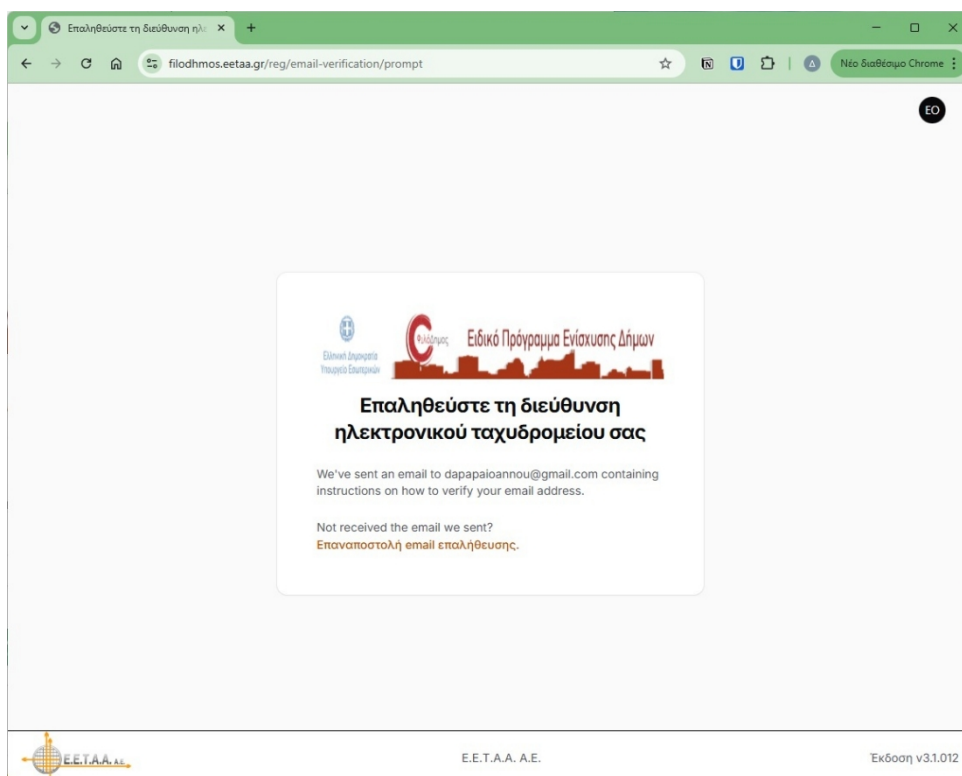 Επαληθεύστε τη διεύθυνση ηλε
filodhmos.eetaa.gr/reg/email-verification/prompt
Νέο διαθέσιμο Chrome
EO
Ελληνική Δημοκρατία
Υπουργείο Εσωτερικών
Φιλόδημος
Ειδικό Πρόγραμμα Ενίσχυσης Δήμων
Επαληθεύστε τη διεύθυνση
ηλεκτρονικού ταχυδρομείου σας
We've sent an email to dapapaioannou@gmail.com containing
instructions on how to verify your email address.
Not received the email we sent?
Επαναποστολή email επαλήθευσης.
Ε.Ε.Τ.Α.Α. Α.Ε.
Ε.Ε.Τ.Α.Α. Α.Ε.
Έκδοση v3.1.012